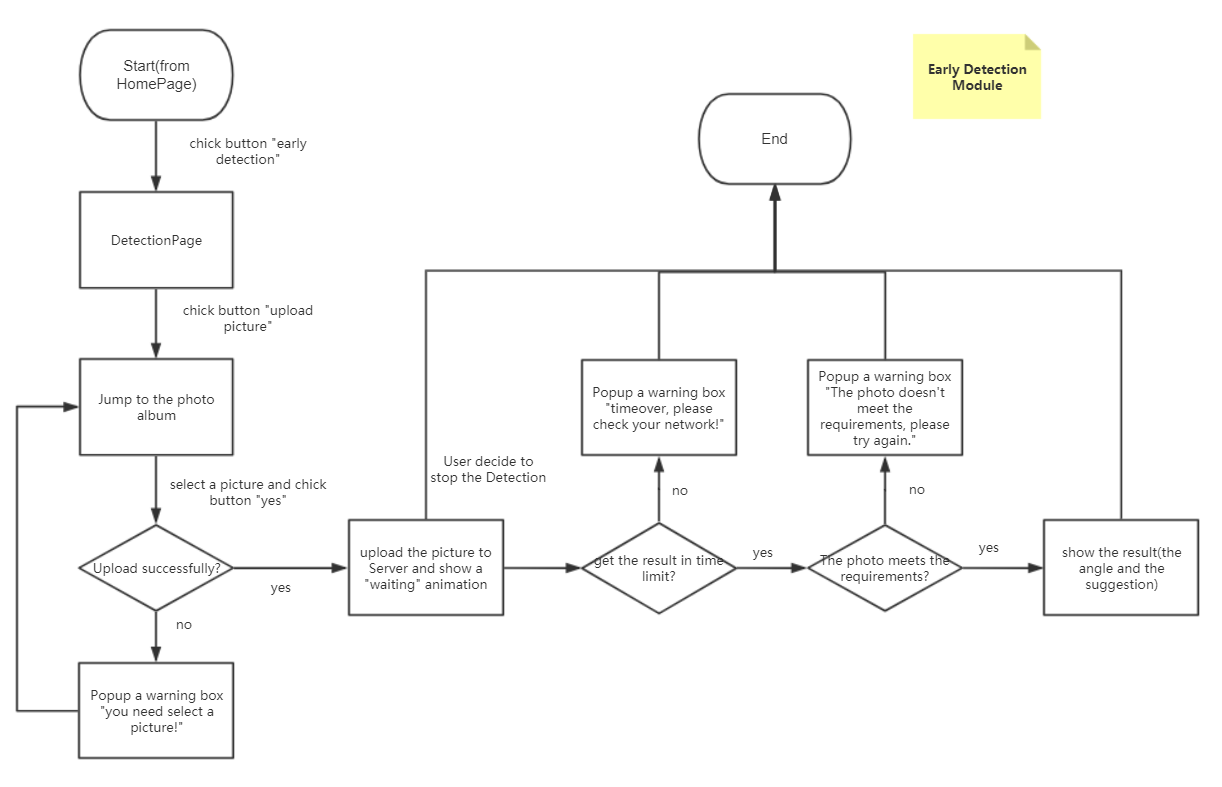 Start(from
HomePage)
chick button "early
detection"
DetectionPage
chick button "upload
picture"
Jump to the photo
album
select a picture and chick
button "yes"
Upload successfully?
yes
no
Popup a warning box
"you need select a
picture!"
upload the picture to
Server and show a
"waiting" animation
User decide to
stop the Detection
get the result in time
limit?
no
Popup a warning box
"timeover, please
check your network!"
yes
The photo meets the
requirements?
no
Popup a warning box
"The photo doesn't
meet the
requirements, please
try again."
yes
show the result(the
angle and the
suggestion)
End
Early Detection
Module